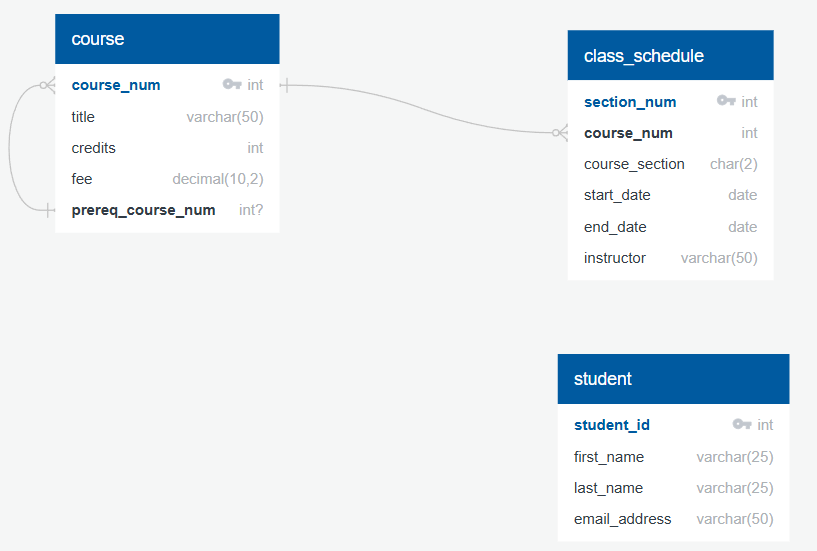 course
course_num int
title varchar(50)
credits int
fee decimal(10,2)
prereq_course_num int?
class_schedule
section_num int
course_num int
course_section char(2)
start_date date
end_date date
instructor varchar(50)
student
student_id int
first_name varchar(25)
last_name varchar(25)
email_address varchar(50)